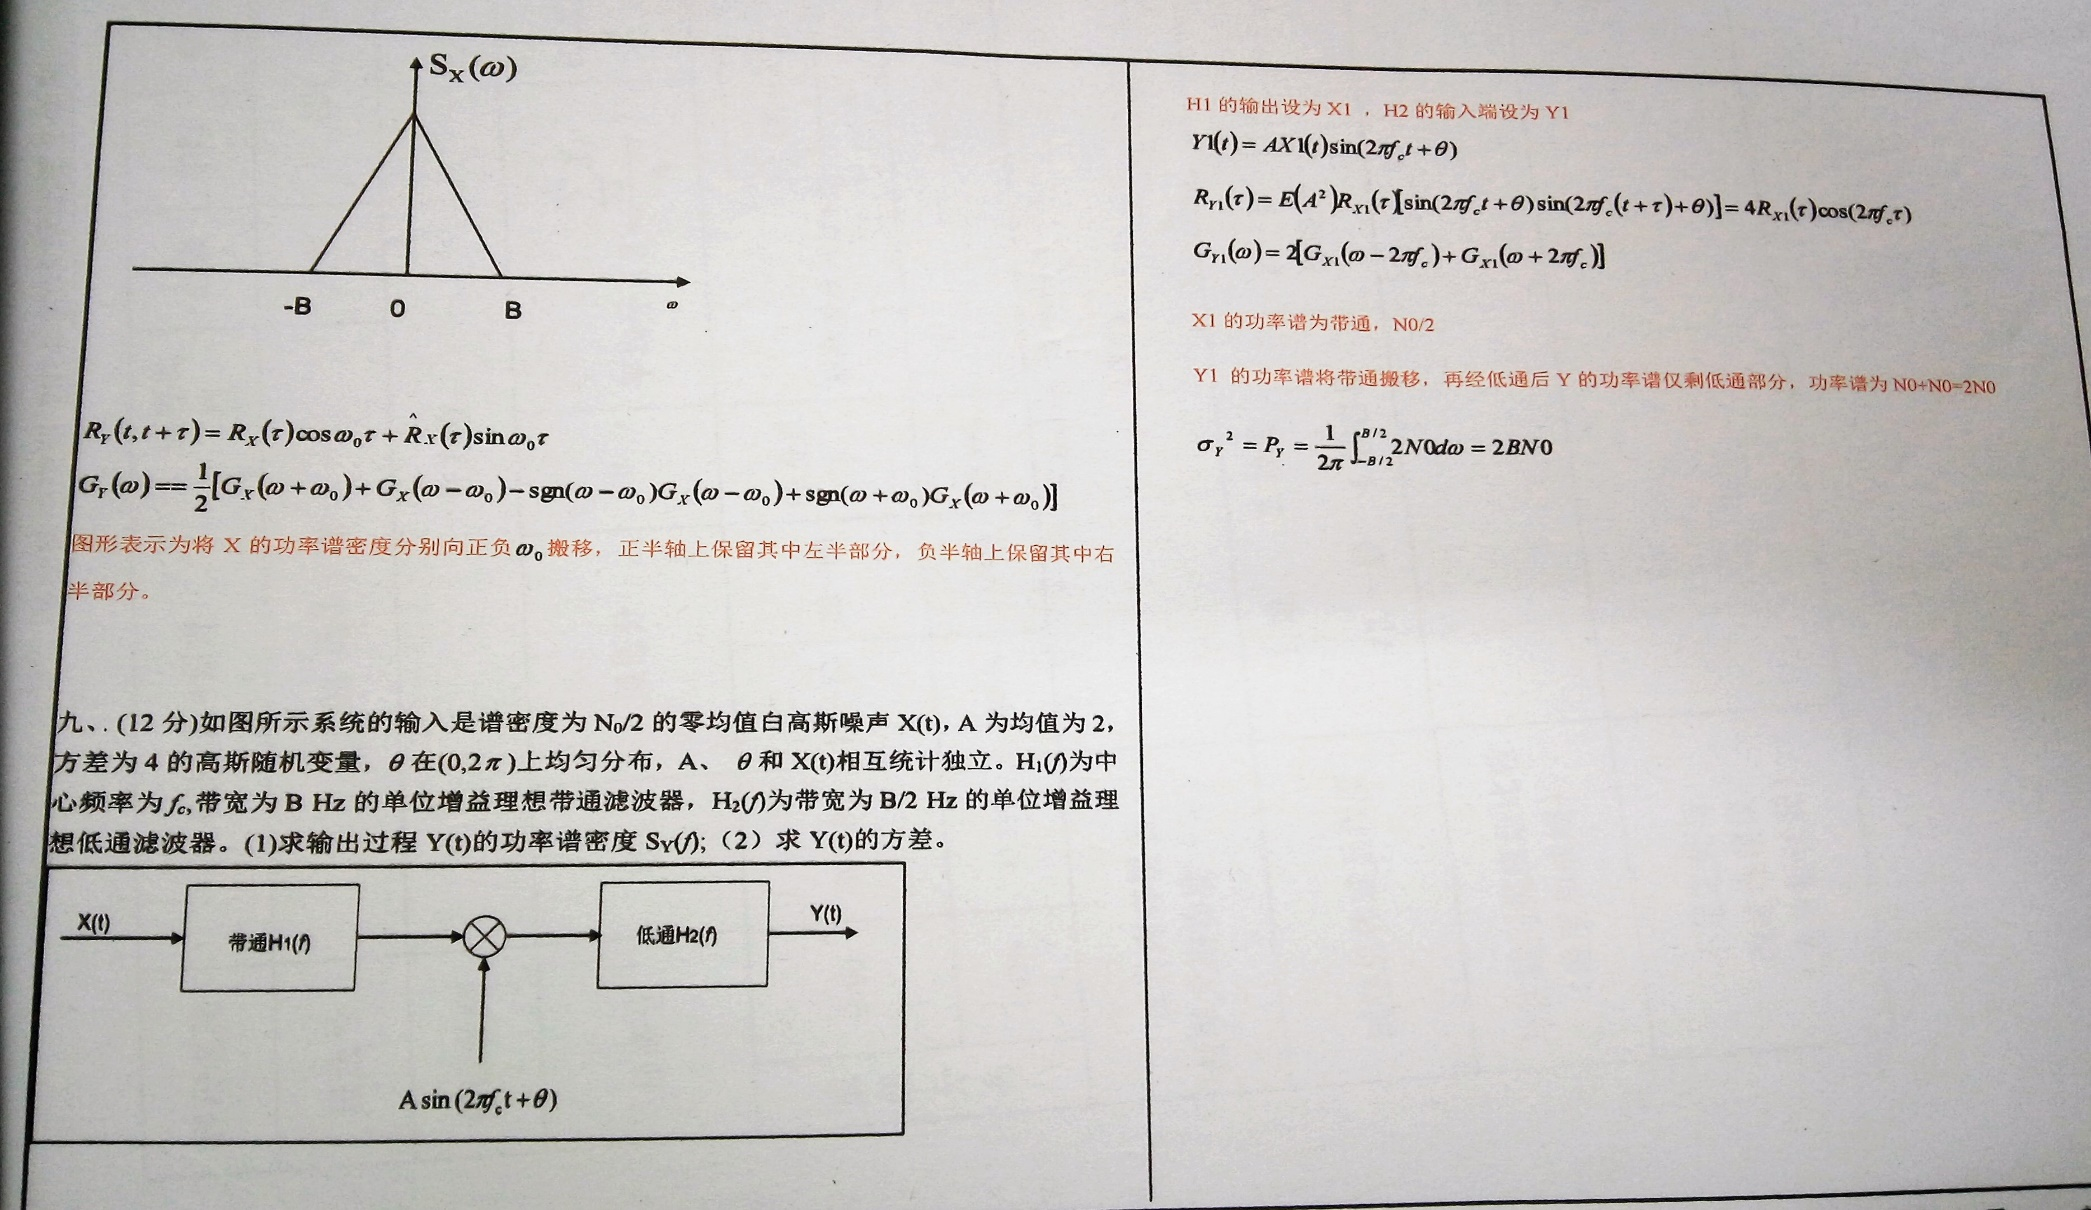 S_X(ω)
-B 0 B ω
R_Y(t,t+τ)= R_X(τ)cosω₀τ + R̂_X(τ)sinω₀τ
G_Y(ω)== 1/2[G_X(ω+ω₀)+G_X(ω−ω₀)−sgn(ω−ω₀)G_X(ω−ω₀)+sgn(ω+ω₀)G_X(ω+ω₀)]
图形表示为将 X 的功率谱密度分别向正负ω₀搬移，正半轴上保留其中左半部分，负半轴上保留其中右
半部分。
九、. (12 分)如图所示系统的输入是谱密度为 N₀/2 的零均值白高斯噪声 X(t), A 为均值为 2,
方差为 4 的高斯随机变量，θ 在(0,2π)上均匀分布，A、 θ 和 X(t)相互统计独立。H₁(f)为中
心频率为 f_c,带宽为 B Hz 的单位增益理想带通滤波器，H₂(f)为带宽为 B/2 Hz 的单位增益理
想低通滤波器。(1)求输出过程 Y(t)的功率谱密度 S_Y(f);（2）求 Y(t)的方差。
X(t) 带通H1(f) 低通H2(f) Y(t)
A sin (2πf_c t+θ)
H1 的输出设为 X1 ，H2 的输入端设为 Y1
Y1(t)= AX1(t)sin(2πf_c t+θ)
R_Y1(τ)= E(A²)R_X1(τ)[sin(2πf_c t+θ)sin(2πf_c(t+τ)+θ)]= 4R_X1(τ)cos(2πf_c τ)
G_Y1(ω)= 2[G_X1(ω−2πf_c)+G_X1(ω+2πf_c)]
X1 的功率谱为带通，N0/2
Y1 的功率谱将带通搬移，再经低通后 Y 的功率谱仅剩低通部分，功率谱为 N0+N0=2N0
σ_Y² = P_Y = 1/2π ∫_{-B/2}^{B/2} 2N0dω = 2BN0